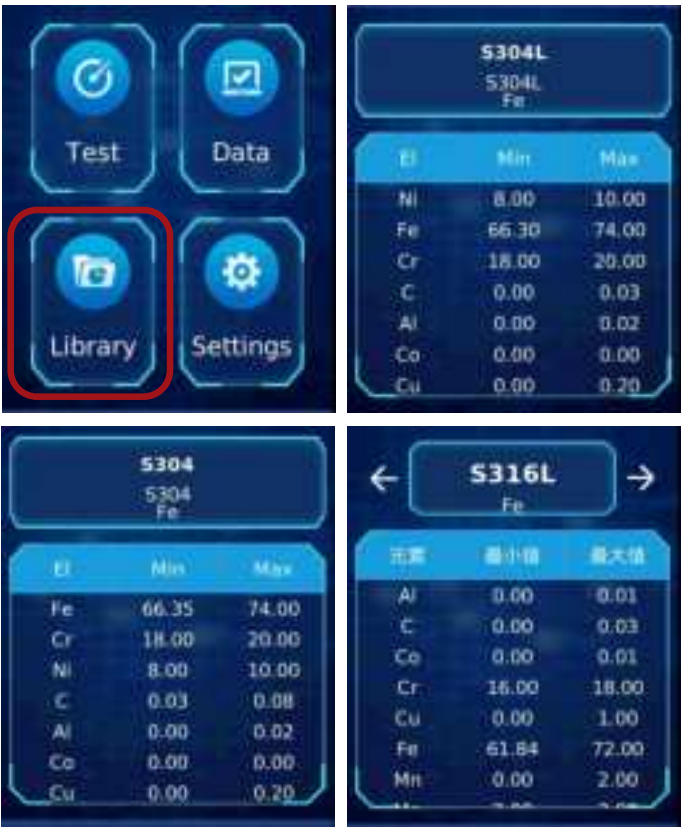 Test Data
Library Settings
S304L
S304L
Fe
El Min Max
Ni 8.00 10.00
Fe 66.30 74.00
Cr 18.00 20.00
C 0.00 0.03
Al 0.00 0.02
Co 0.00 0.00
Cu 0.00 0.20
S304
S304
Fe
El Min Max
Fe 66.35 74.00
Cr 18.00 20.00
Ni 8.00 10.00
C 0.03 0.08
Al 0.00 0.02
Co 0.00 0.00
Cu 0.00 0.20
← S316L →
Fe
元素 最小值 最大值
Al 0.00 0.01
C 0.00 0.03
Co 0.00 0.01
Cr 16.00 18.00
Cu 0.00 1.00
Fe 61.84 72.00
Mn 0.00 2.00